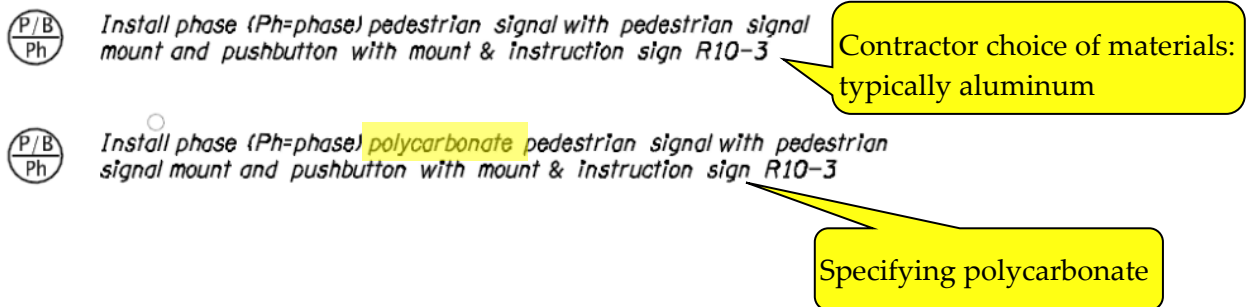 P/B
Ph
Install phase (Ph=phase) pedestrian signal with pedestrian signal
mount and pushbutton with mount & instruction sign R10-3
Contractor choice of materials:
typically aluminum
P/B
Ph
Install phase (Ph=phase) polycarbonate pedestrian signal with pedestrian
signal mount and pushbutton with mount & instruction sign R10-3
Specifying polycarbonate